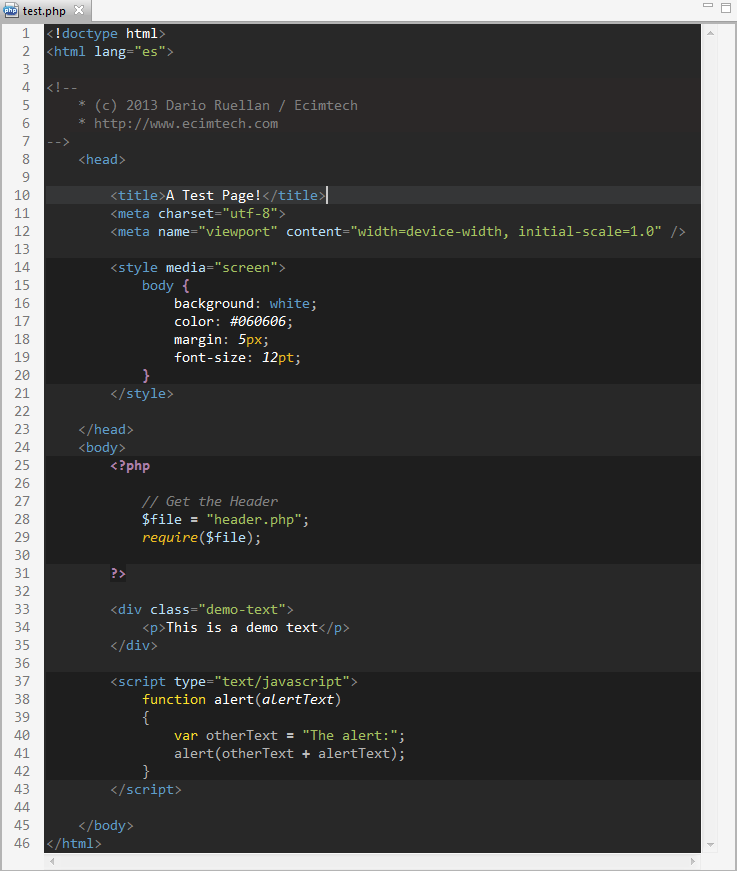 php test.php
1 <!doctype html>
2 <html lang="es">
3
4 <!--
5     * (c) 2013 Dario Ruellan / Ecimtech
6     * http://www.ecimtech.com
7 -->
8     <head>
9
10         <title>A Test Page!</title>
11         <meta charset="utf-8">
12         <meta name="viewport" content="width=device-width, initial-scale=1.0" />
13
14         <style media="screen">
15             body {
16                 background: white;
17                 color: #060606;
18                 margin: 5px;
19                 font-size: 12pt;
20             }
21         </style>
22
23     </head>
24     <body>
25         <?php
26
27             // Get the Header
28             $file = "header.php";
29             require($file);
30
31         ?>
32
33         <div class="demo-text">
34             <p>This is a demo text</p>
35         </div>
36
37         <script type="text/javascript">
38             function alert(alertText)
39             {
40                 var otherText = "The alert:";
41                 alert(otherText + alertText);
42             }
43         </script>
44
45     </body>
46 </html>